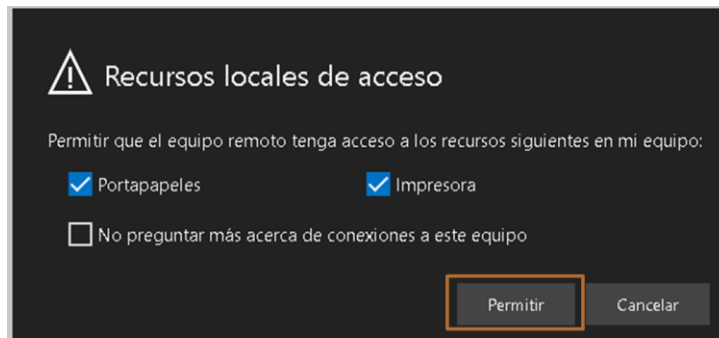 Recursos locales de acceso
Permitir que el equipo remoto tenga acceso a los recursos siguientes en mi equipo:
Portapapeles Impresora
No preguntar más acerca de conexiones a este equipo
Permitir Cancelar